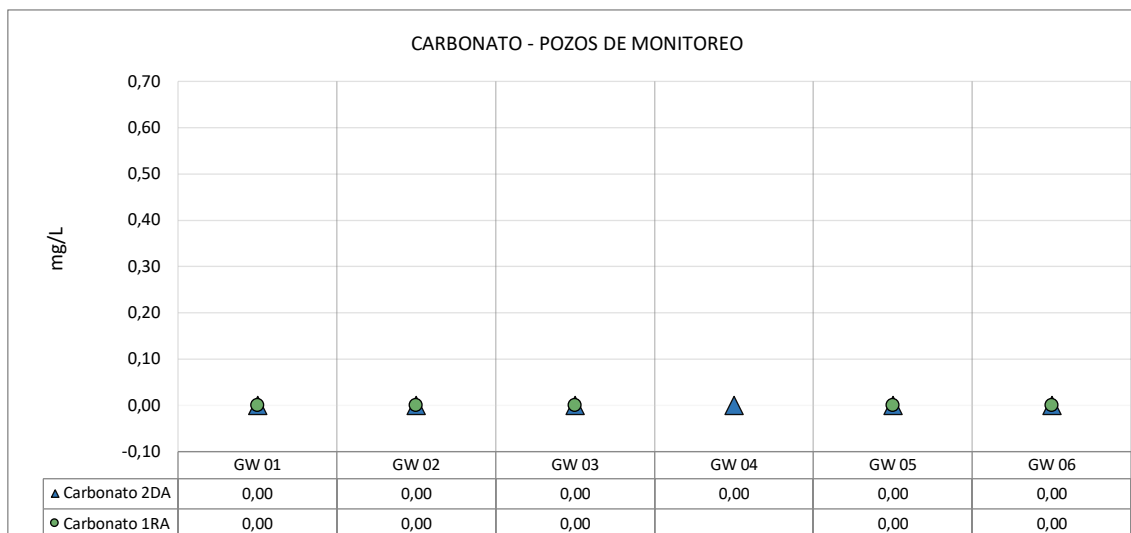 CARBONATO - POZOS DE MONITOREO
mg/L
0,70
0,60
0,50
0,40
0,30
0,20
0,10
0,00
-0,10
GW 01 GW 02 GW 03 GW 04 GW 05 GW 06
Carbonato 2DA 0,00 0,00 0,00 0,00 0,00 0,00
Carbonato 1RA 0,00 0,00 0,00 0,00 0,00